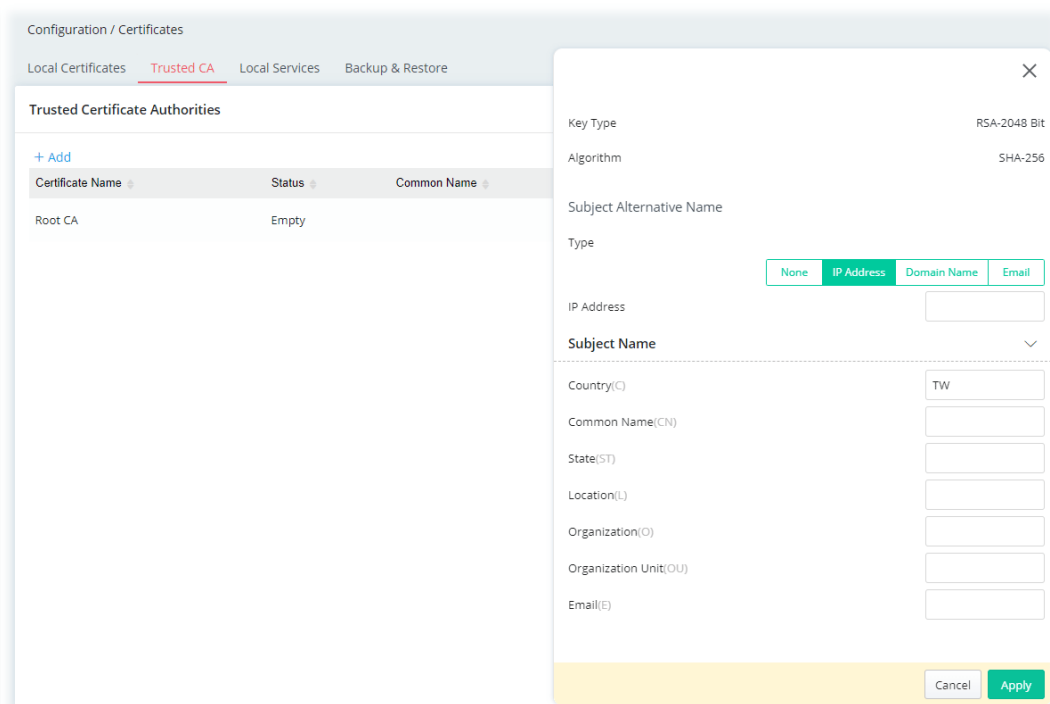 Configuration / Certificates
Local Certificates Trusted CA Local Services Backup & Restore
Trusted Certificate Authorities
+ Add
Certificate Name Status Common Name
Root CA Empty
Key Type RSA-2048 Bit
Algorithm SHA-256
Subject Alternative Name
Type
None IP Address Domain Name Email
IP Address
Subject Name
Country(C) TW
Common Name(CN)
State(ST)
Location(L)
Organization(O)
Organization Unit(OU)
Email(E)
Cancel Apply